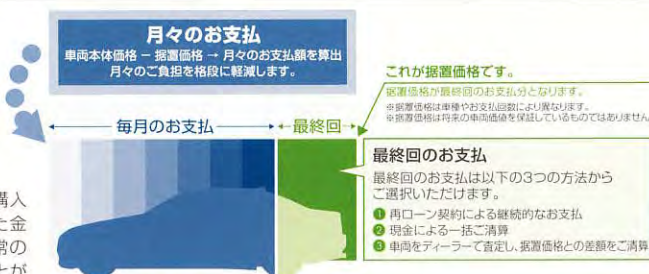 月々のお支払
車両本体価格 − 据置価格 → 月々のお支払額を算出
月々のご負担を格段に軽減します。
これが据置価格です。
据置価格が最終回のお支払分となります。
※据置価格は車種やお支払回数により異なります。
※据置価格は将来の車両価値を保証しているものではありません
毎月のお支払
最終回
最終回のお支払
最終回のお支払は以下の3つの方法から
ご選択いただけます。
❶ 再ローン契約による継続的なお支払
❷ 現金による一括ご清算
❸ 車両をディーラーで査定し、据置価格との差額をご清算
購入
た金
常の
とが